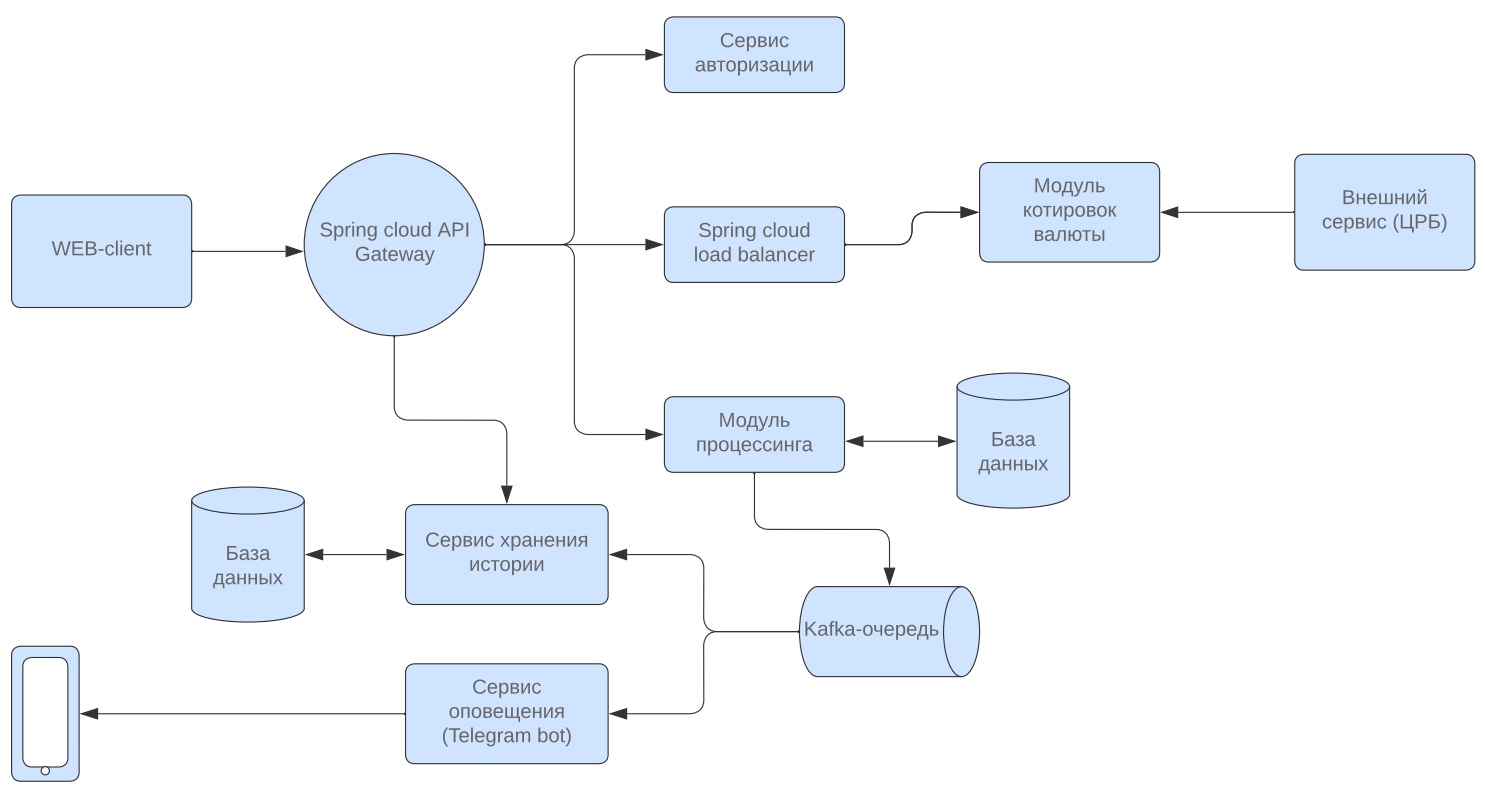 Сервис
авторизации
WEB-client
Spring cloud API
Gateway
Spring cloud
load balancer
Модуль
котировок
валюты
Внешний
сервис (ЦРБ)
Модуль
процессинга
База
данных
База
данных
Сервис хранения
истории
Kafka-очередь
Сервис
оповещения
(Telegram bot)